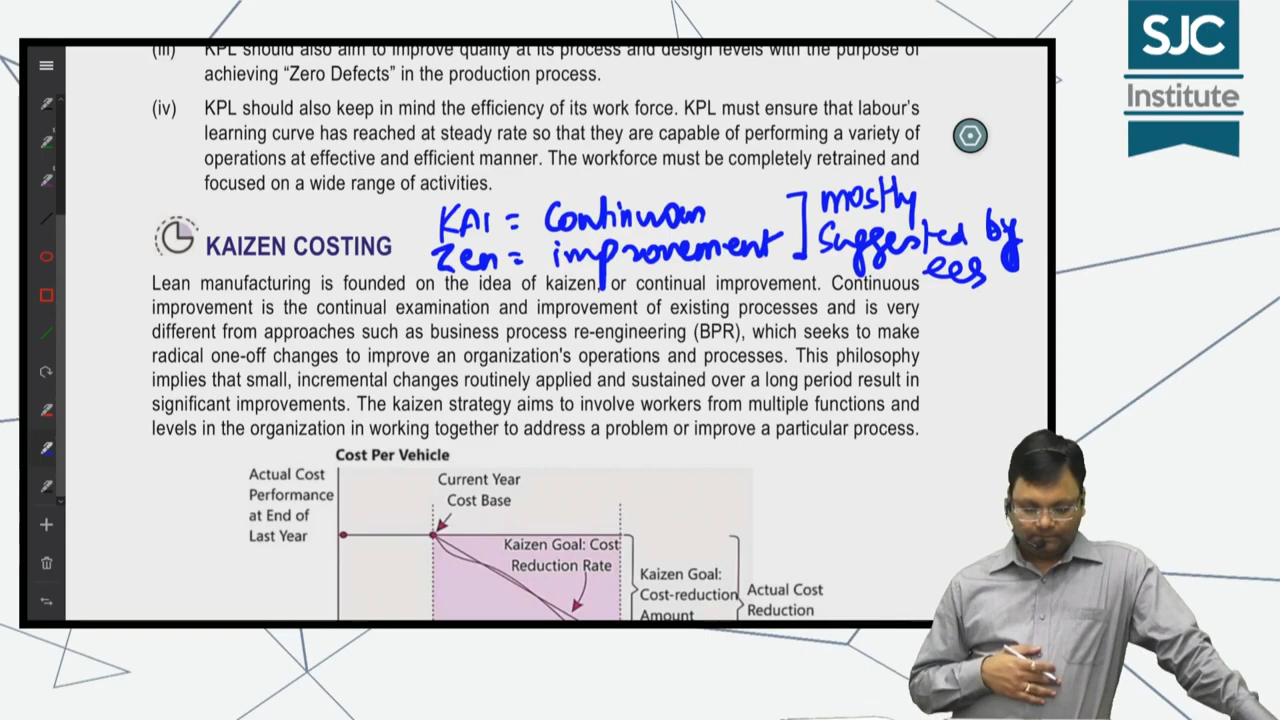 SJC
Institute
(iii) KPL should also aim to improve quality at its process and design levels with the purpose of
achieving “Zero Defects” in the production process.
(iv) KPL should also keep in mind the efficiency of its work force. KPL must ensure that labour's
learning curve has reached at steady rate so that they are capable of performing a variety of
operations at effective and efficient manner. The workforce must be completely retrained and
focused on a wide range of activities.
KAI = Continuous
Zen = improvement
mostly
suggested by
ees
KAIZEN COSTING
Lean manufacturing is founded on the idea of kaizen, or continual improvement. Continuous
improvement is the continual examination and improvement of existing processes and is very
different from approaches such as business process re-engineering (BPR), which seeks to make
radical one-off changes to improve an organization's operations and processes. This philosophy
implies that small, incremental changes routinely applied and sustained over a long period result in
significant improvements. The kaizen strategy aims to involve workers from multiple functions and
levels in the organization in working together to address a problem or improve a particular process.
Cost Per Vehicle
Actual Cost
Performance
at End of
Last Year
Current Year
Cost Base
Kaizen Goal: Cost
Reduction Rate
Kaizen Goal:
Cost-reduction
Amount
Actual Cost
Reduction